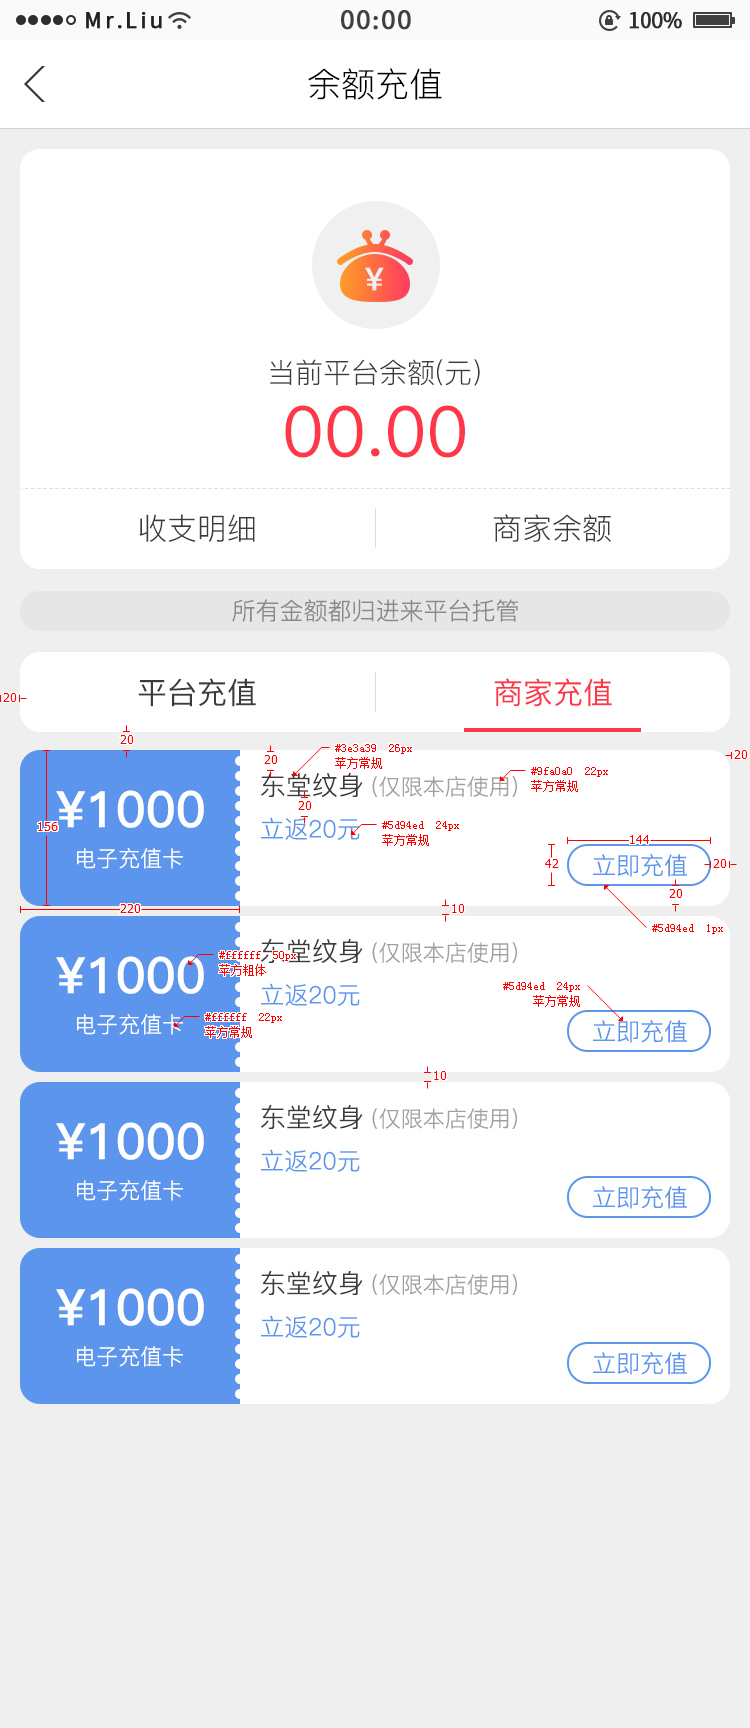 Mr.Liu 00:00 100%
余额充值
¥
当前平台余额(元)
00.00
收支明细 商家余额
所有金额都归进来平台托管
平台充值 商家充值
20
20
20
20
#3e3a39 26px
苹方常规
#9fa0a0 22px
苹方常规
¥1000
东堂纹身 (仅限本店使用)
20
156
立返20元
#5d94ed 24px
苹方常规
144
42
电子充值卡
立即充值
20
20
220
10
#5d94ed 1px
¥1000
#ffffff 50px
苹方粗体
东堂纹身 (仅限本店使用)
立返20元
#5d94ed 24px
苹方常规
电子充值卡
#ffffff 22px
苹方常规
立即充值
10
¥1000
东堂纹身 (仅限本店使用)
立返20元
电子充值卡
立即充值
¥1000
东堂纹身 (仅限本店使用)
立返20元
电子充值卡
立即充值